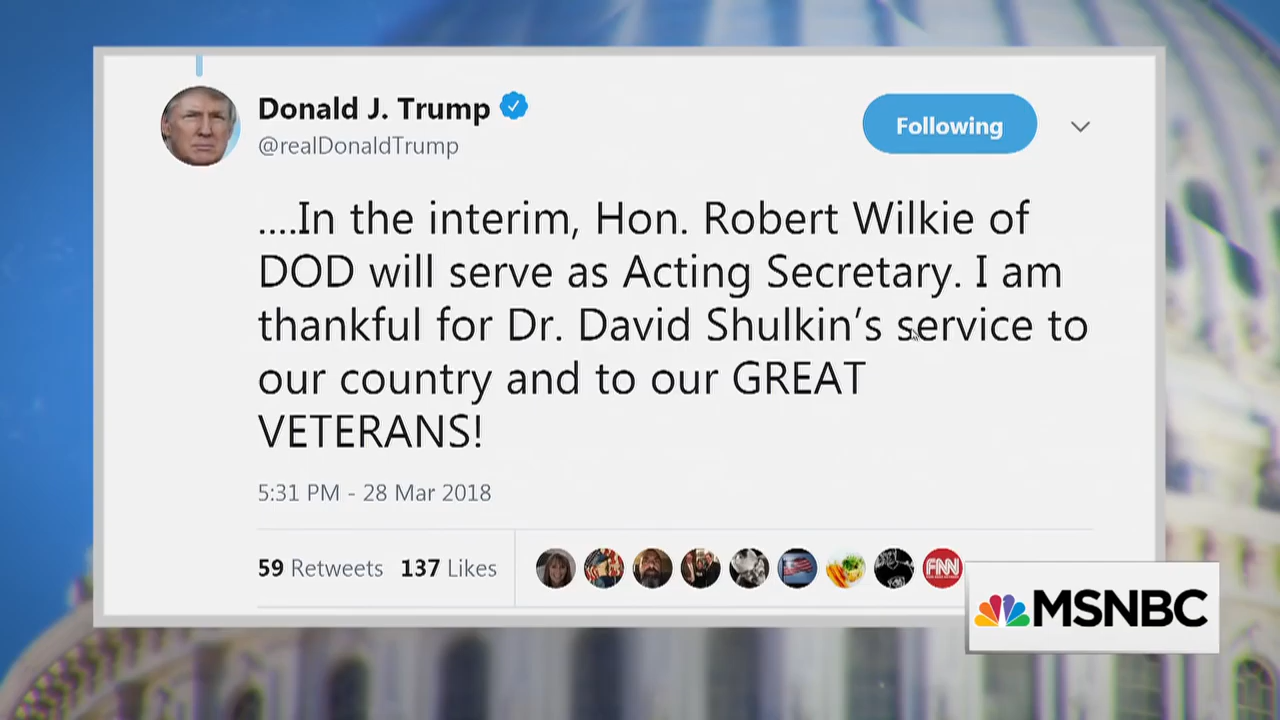 Donald J. Trump
@realDonaldTrump
Following
....In the interim, Hon. Robert Wilkie of
DOD will serve as Acting Secretary. I am
thankful for Dr. David Shulkin's service to
our country and to our GREAT
VETERANS!
5:31 PM - 28 Mar 2018
59 Retweets 137 Likes
FNN
MSNBC